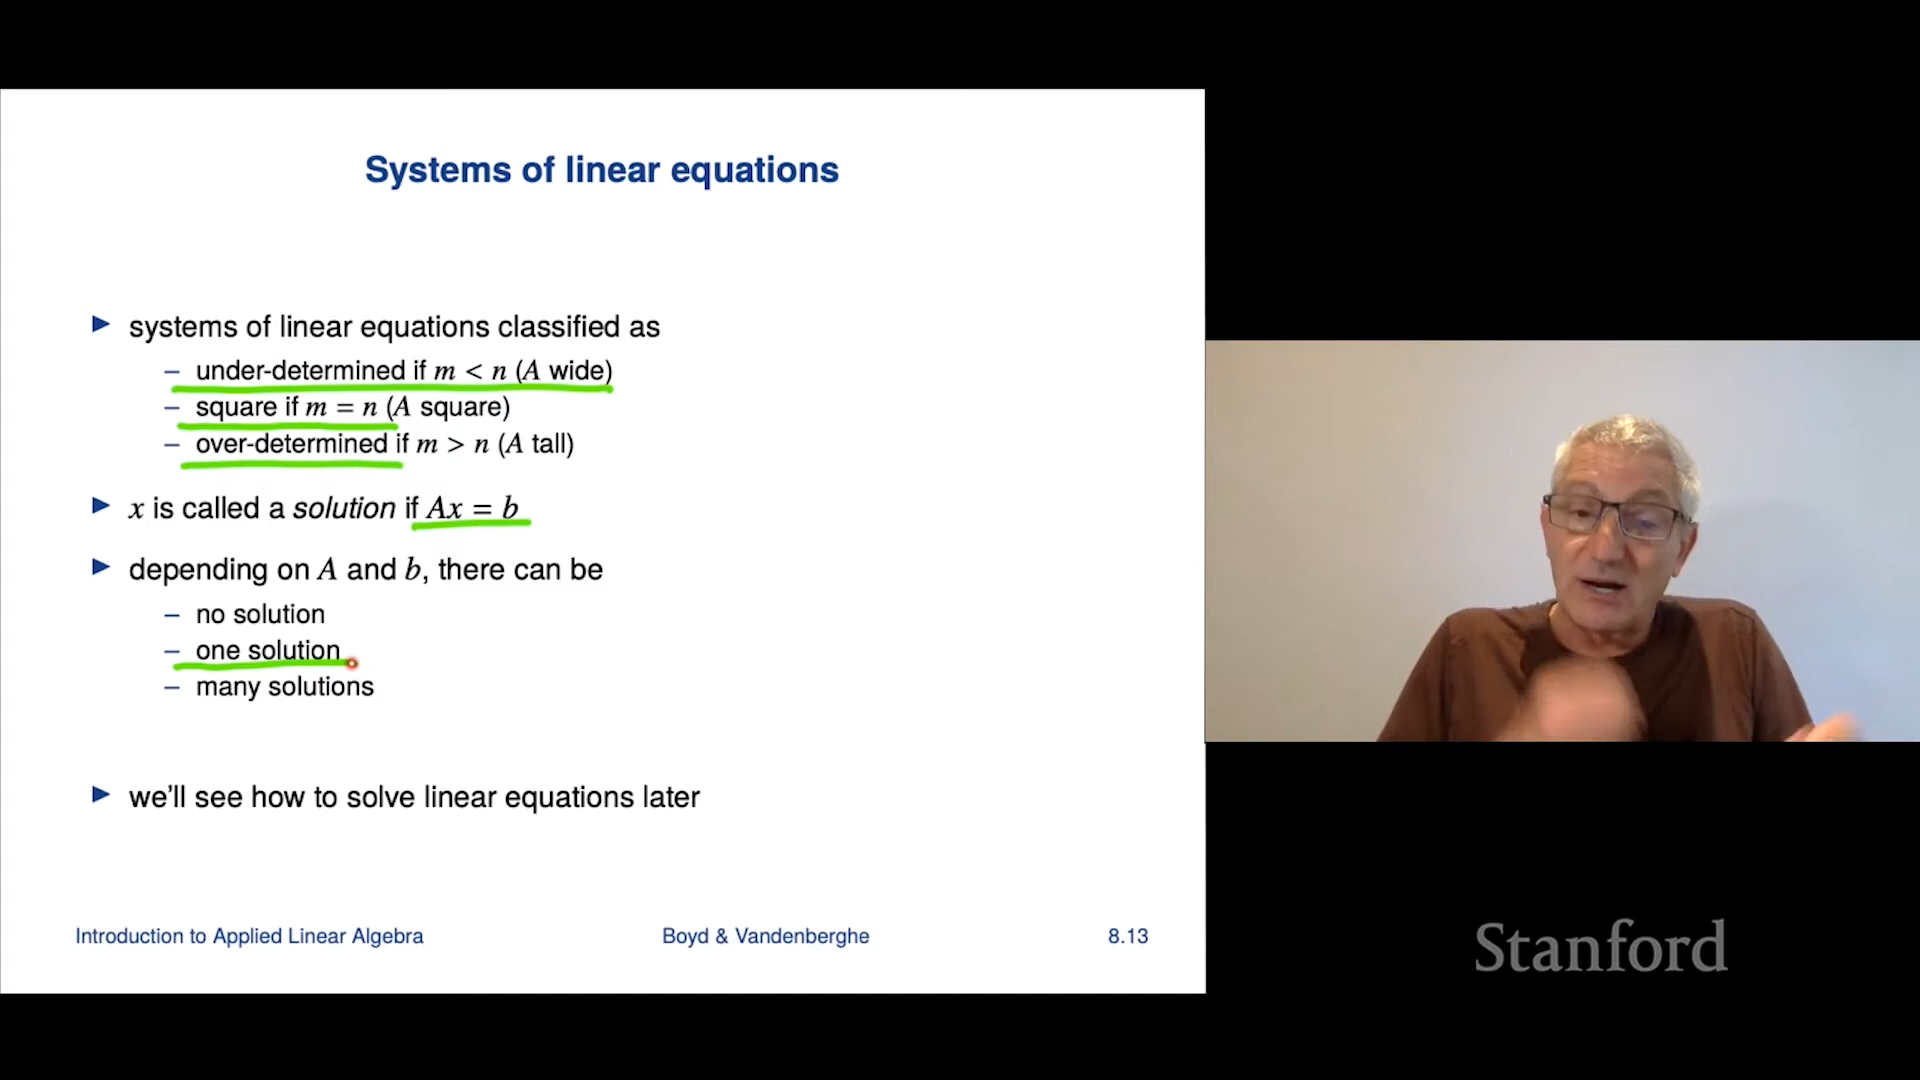 Systems of linear equations
▶ systems of linear equations classified as
– under-determined if m < n (A wide)
– square if m = n (A square)
– over-determined if m > n (A tall)
▶ x is called a solution if Ax = b
▶ depending on A and b, there can be
– no solution
– one solution
– many solutions
▶ we'll see how to solve linear equations later
Introduction to Applied Linear Algebra Boyd & Vandenberghe 8.13
Stanford